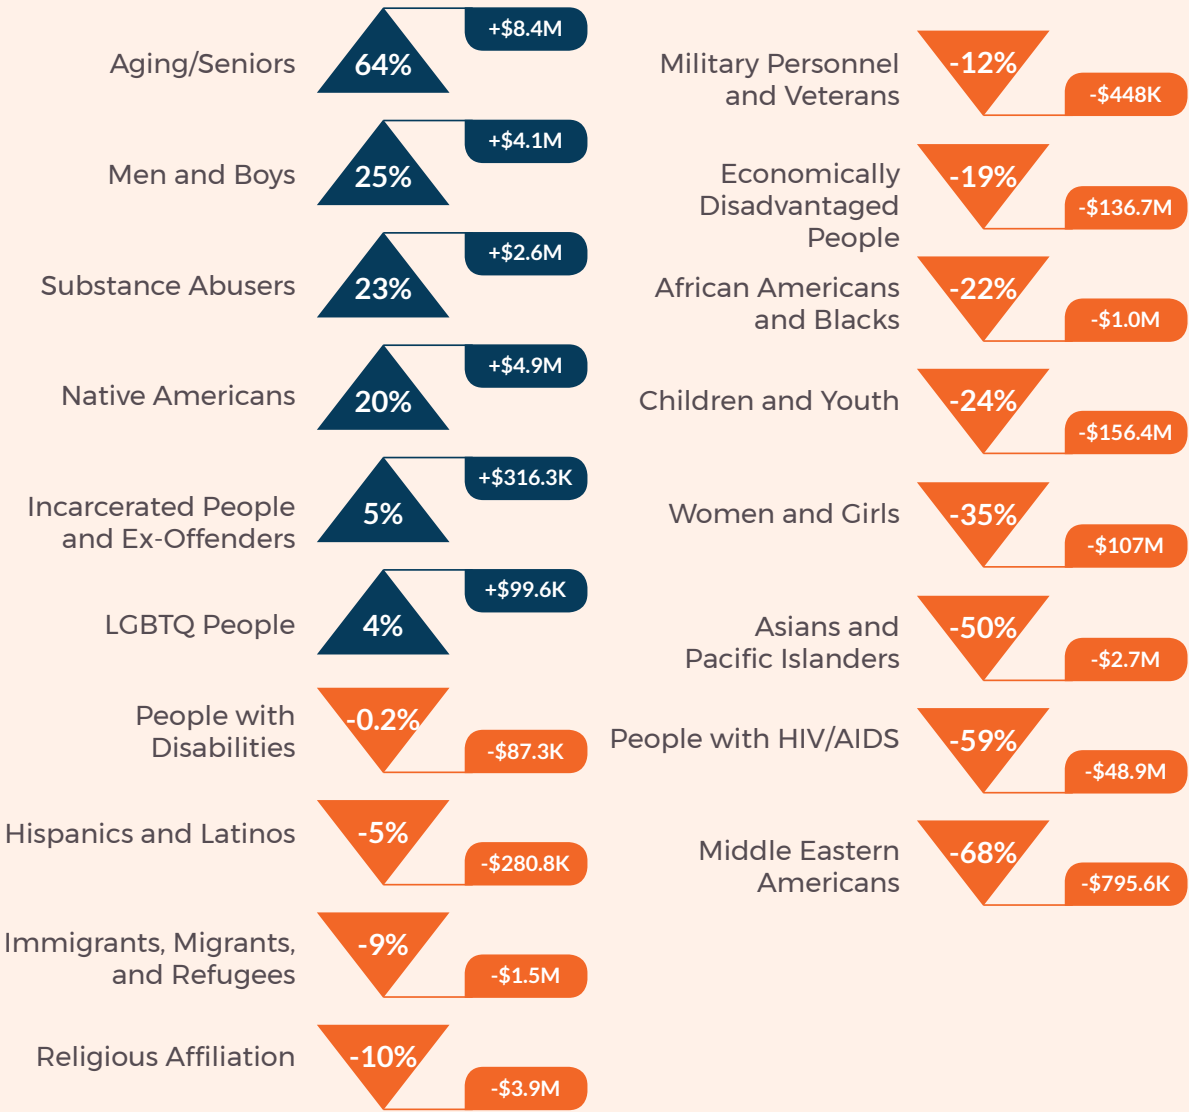 Aging/Seniors
64%
+$8.4M
Men and Boys
25%
+$4.1M
Substance Abusers
23%
+$2.6M
Native Americans
20%
+$4.9M
Incarcerated People
and Ex-Offenders
5%
+$316.3K
LGBTQ People
4%
+$99.6K
People with
Disabilities
-0.2%
-$87.3K
Hispanics and Latinos
-5%
-$280.8K
Immigrants, Migrants,
and Refugees
-9%
-$1.5M
Religious Affiliation
-10%
-$3.9M
Military Personnel
and Veterans
-12%
-$448K
Economically
Disadvantaged
People
-19%
-$136.7M
African Americans
and Blacks
-22%
-$1.0M
Children and Youth
-24%
-$156.4M
Women and Girls
-35%
-$107M
Asians and
Pacific Islanders
-50%
-$2.7M
People with HIV/AIDS
-59%
-$48.9M
Middle Eastern
Americans
-68%
-$795.6K